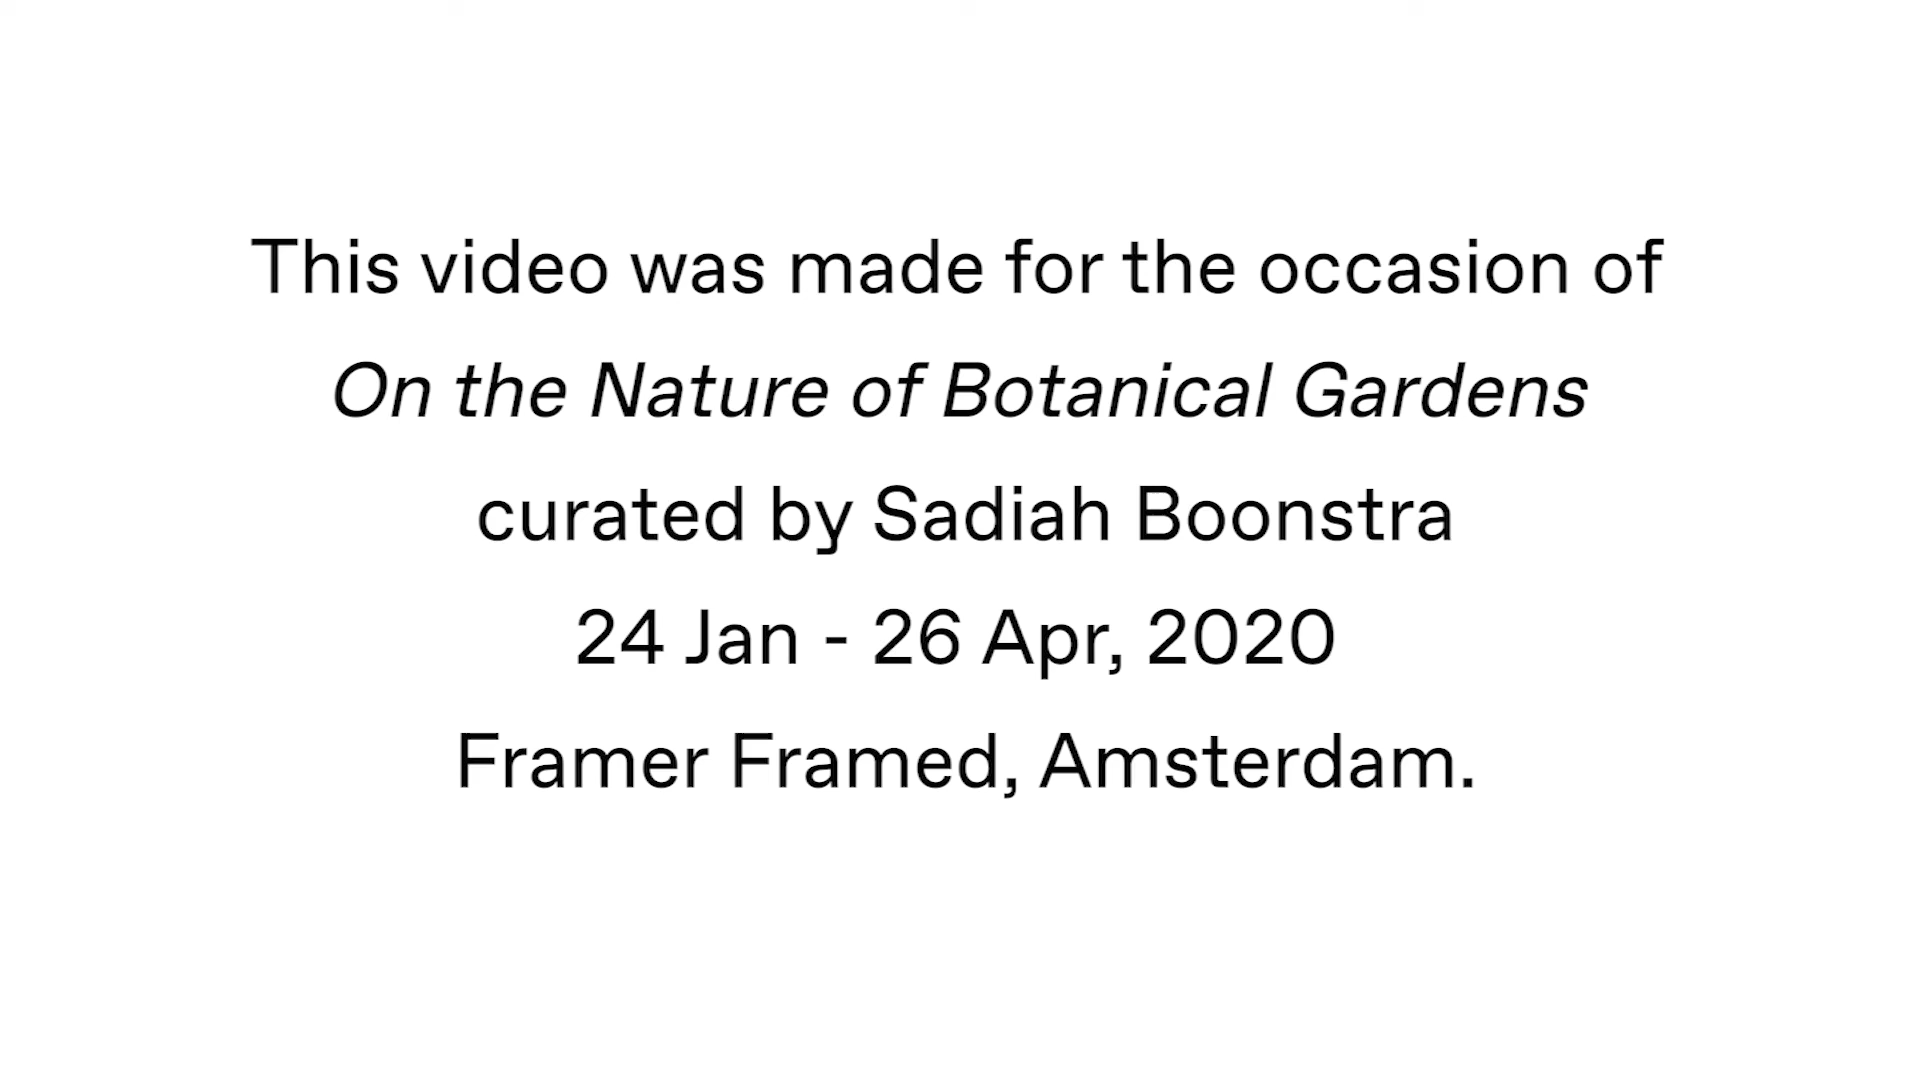 This video was made for the occasion of
On the Nature of Botanical Gardens
curated by Sadiah Boonstra
24 Jan - 26 Apr, 2020
Framer Framed, Amsterdam.